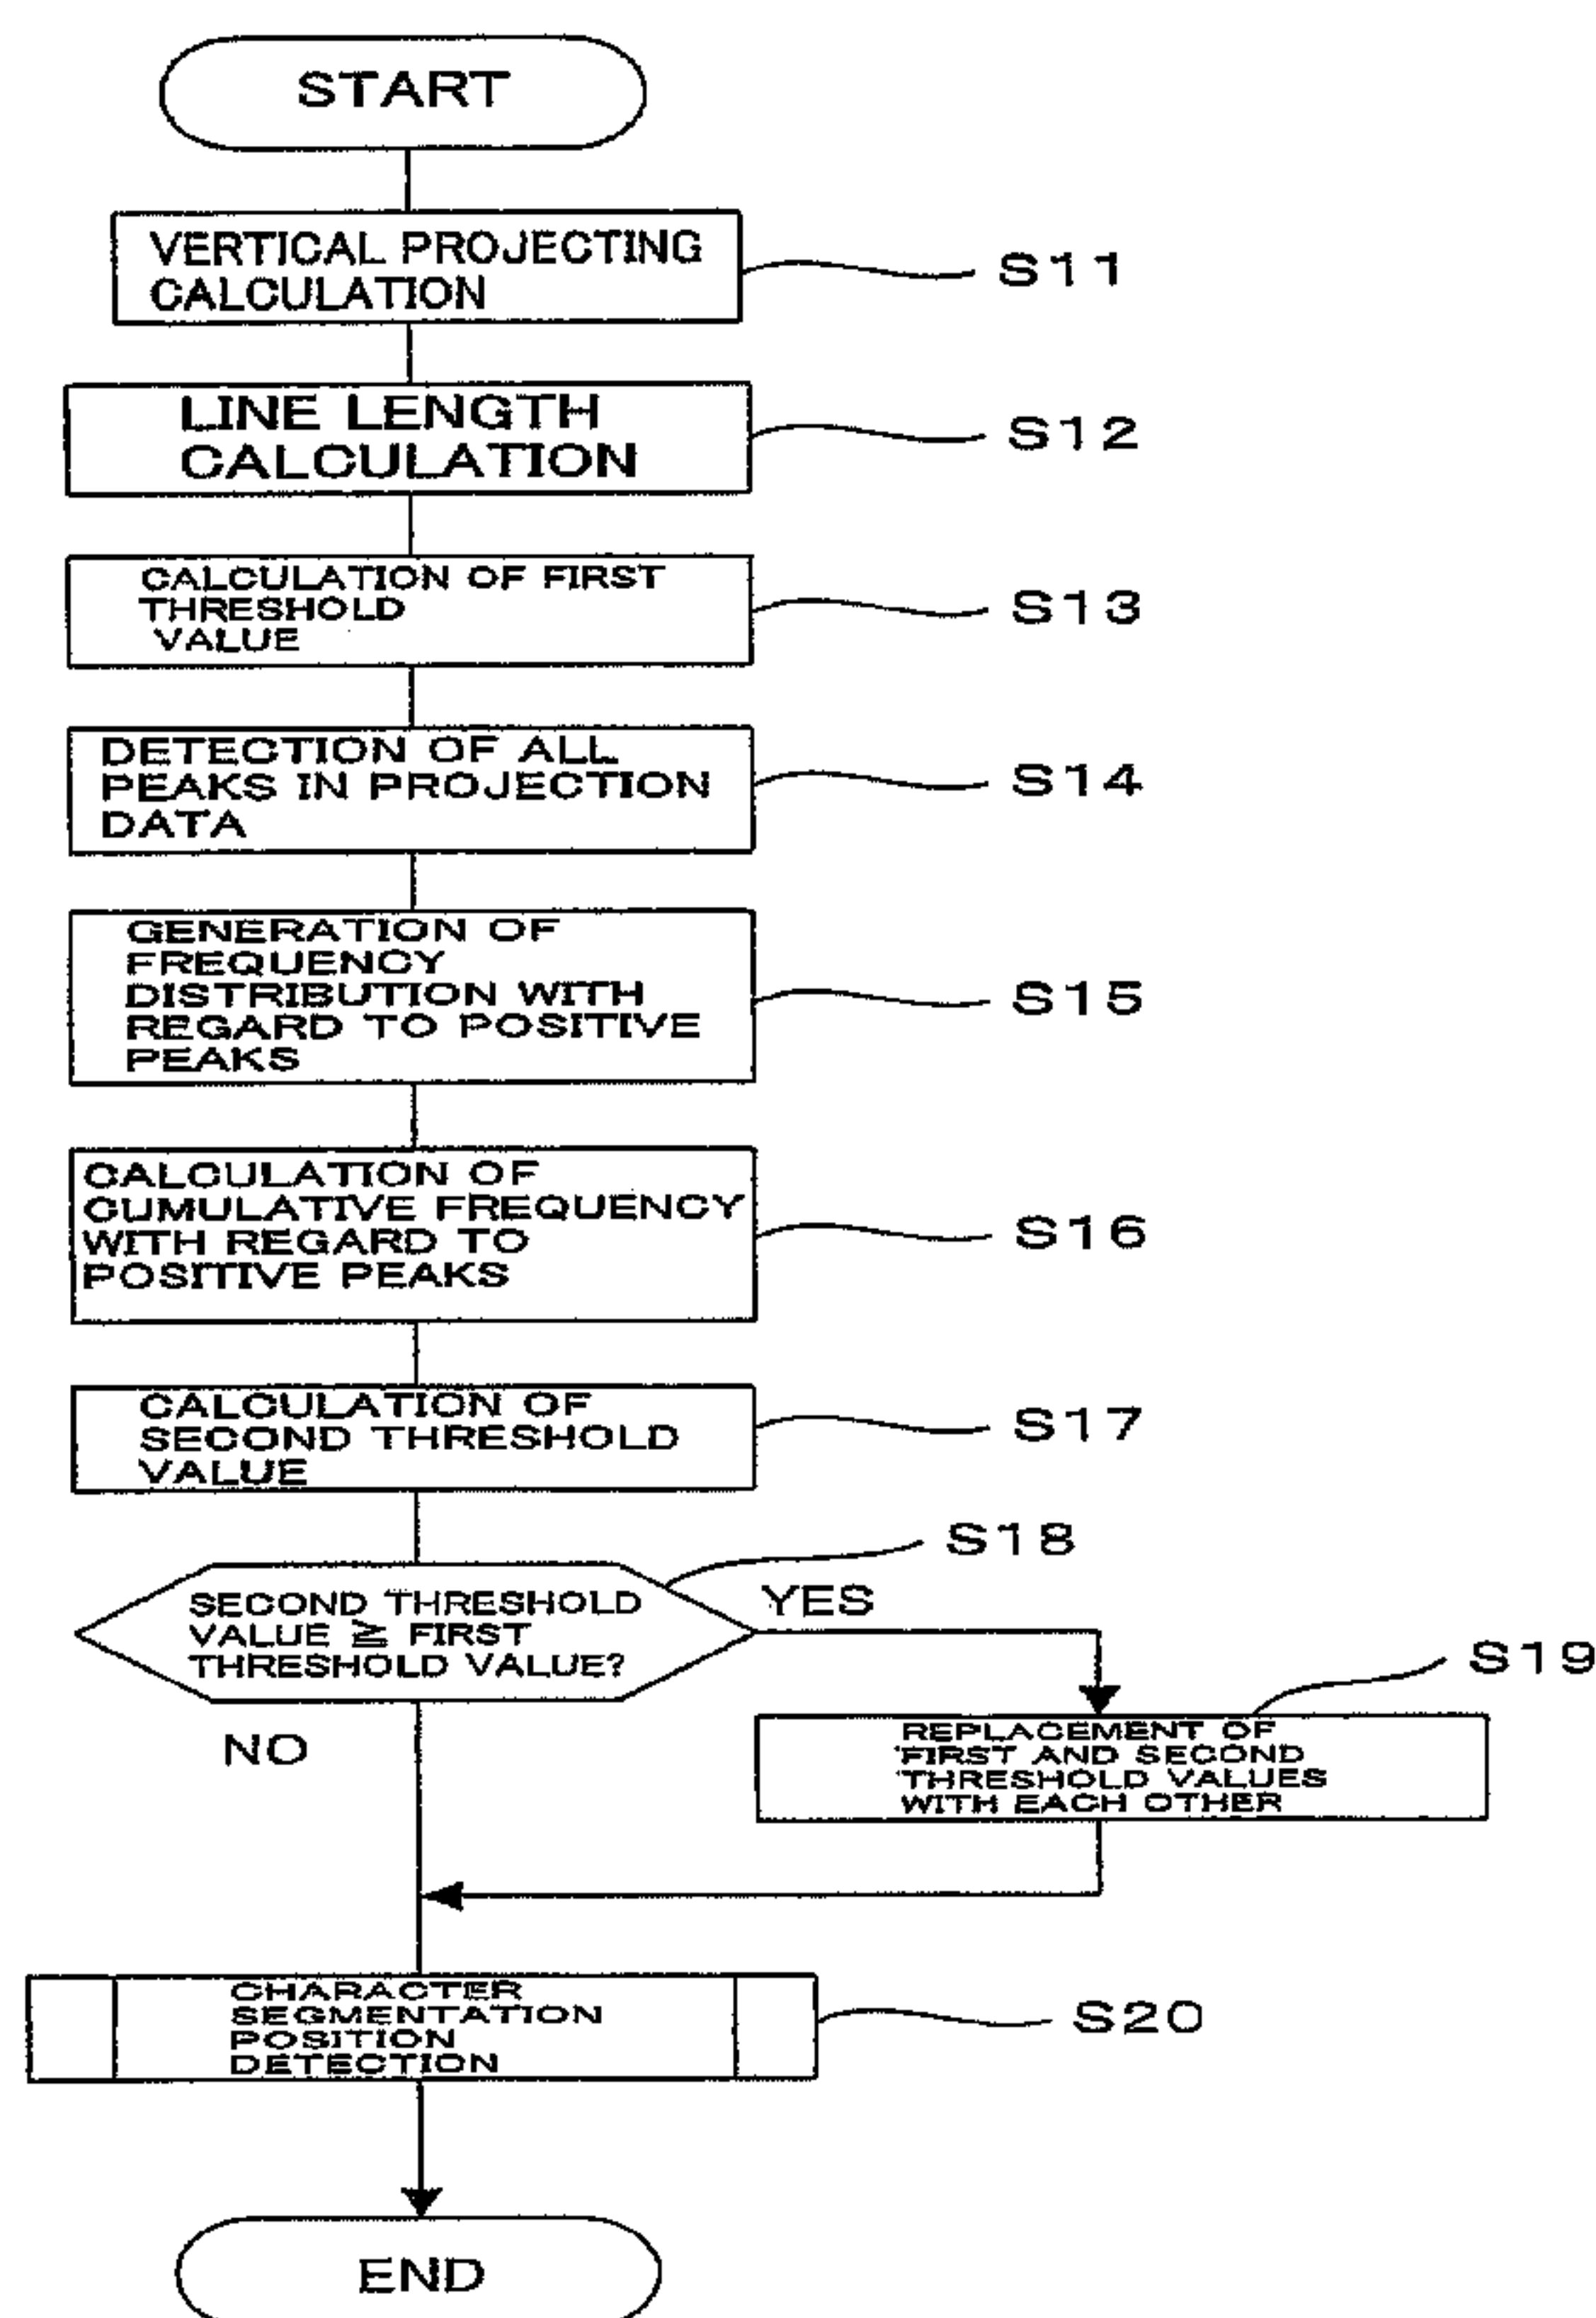 START
VERTICAL PROJECTING
CALCULATION
S11
LINE LENGTH
CALCULATION
S12
CALCULATION OF FIRST
THRESHOLD
VALUE
S13
DETECTION OF ALL
PEAKS IN PROJECTION
DATA
S14
GENERATION OF
FREQUENCY
DISTRIBUTION WITH
REGARD TO POSITIVE
PEAKS
S15
CALCULATION OF
CUMULATIVE FREQUENCY
WITH REGARD TO
POSITIVE PEAKS
S16
CALCULATION OF
SECOND THRESHOLD
VALUE
S17
S18
SECOND THRESHOLD
VALUE ≧ FIRST
THRESHOLD VALUE?
YES
NO
S19
REPLACEMENT OF
FIRST AND SECOND
THRESHOLD VALUES
WITH EACH OTHER
CHARACTER
SEGMENTATION
POSITION
DETECTION
S20
END